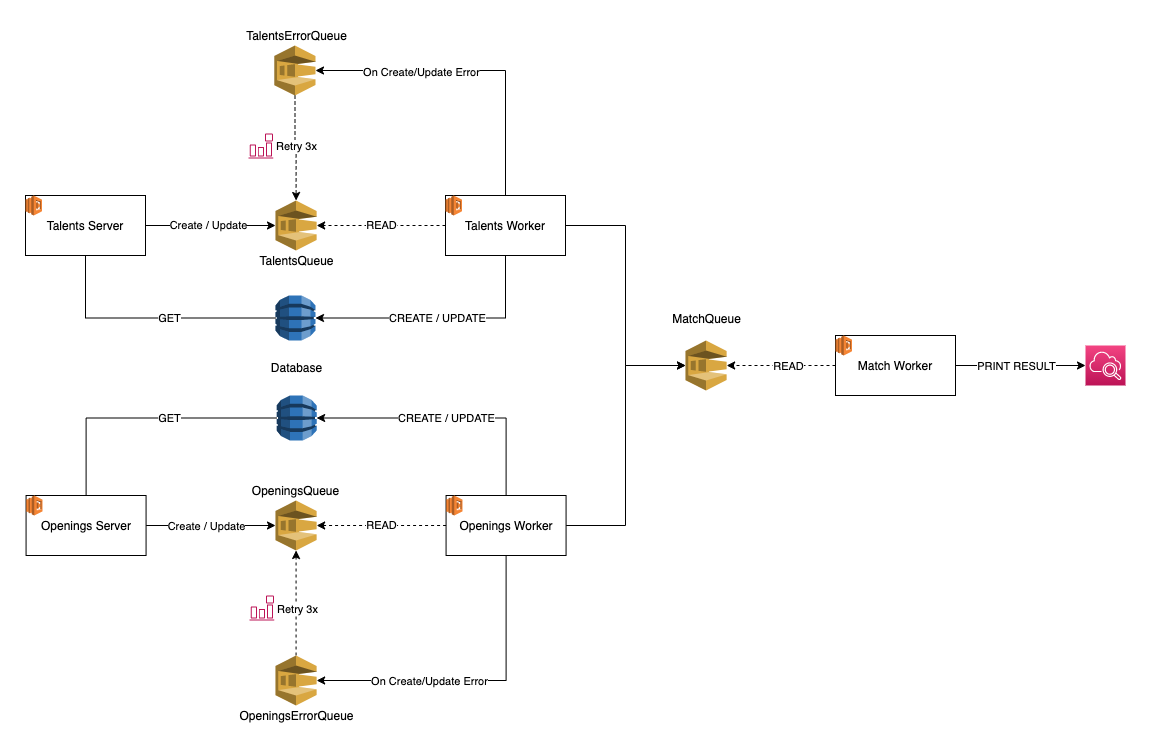 TalentsErrorQueue
On Create/Update Error
Retry 3x
Talents Server
Create / Update
READ
Talents Worker
TalentsQueue
GET
CREATE / UPDATE
MatchQueue
Database
READ
Match Worker
PRINT RESULT
GET
CREATE / UPDATE
OpeningsQueue
Openings Server
Create / Update
READ
Openings Worker
Retry 3x
On Create/Update Error
OpeningsErrorQueue